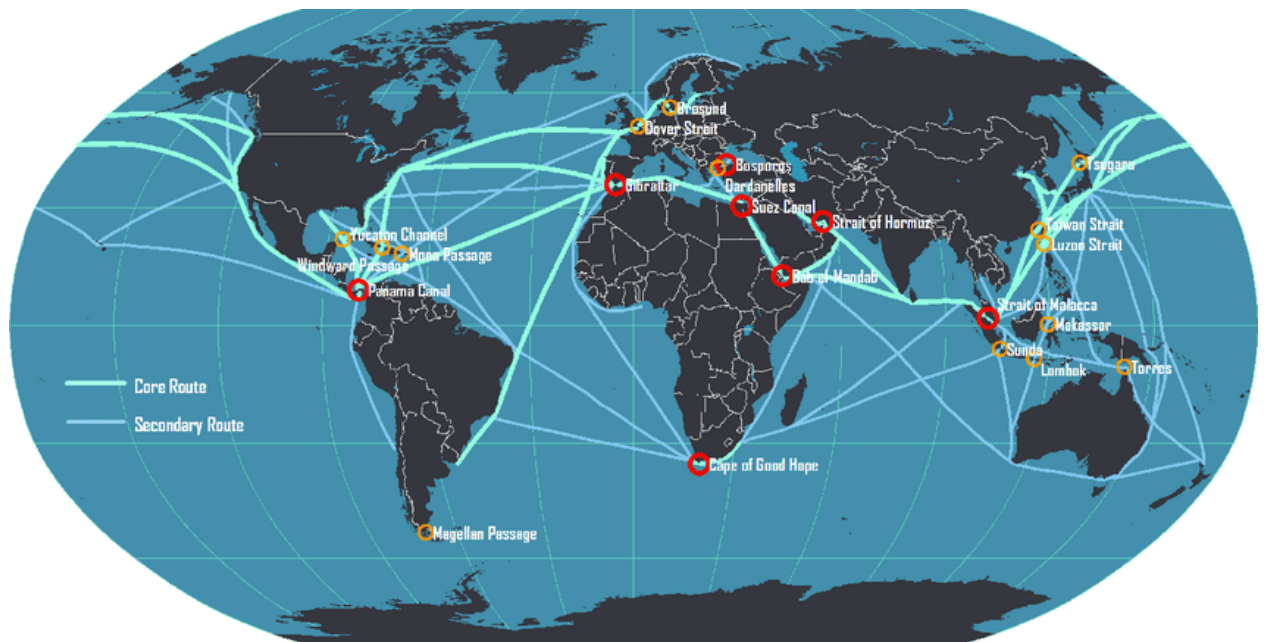 Orasund
Dover Strait
Bosporus
Tsugaru
Gibraltar
Dardanelles
Suez Canal
Strait of Hormuz
Taiwan Strait
Yucatan Channel
Luzon Strait
Mona Passage
Windward Passage
Bab el-Mandab
Panama Canal
Strait of Malacca
Makassar
Sunda
Lombok
Torres
Core Route
Secondary Route
Cape of Good Hope
Magellan Passage